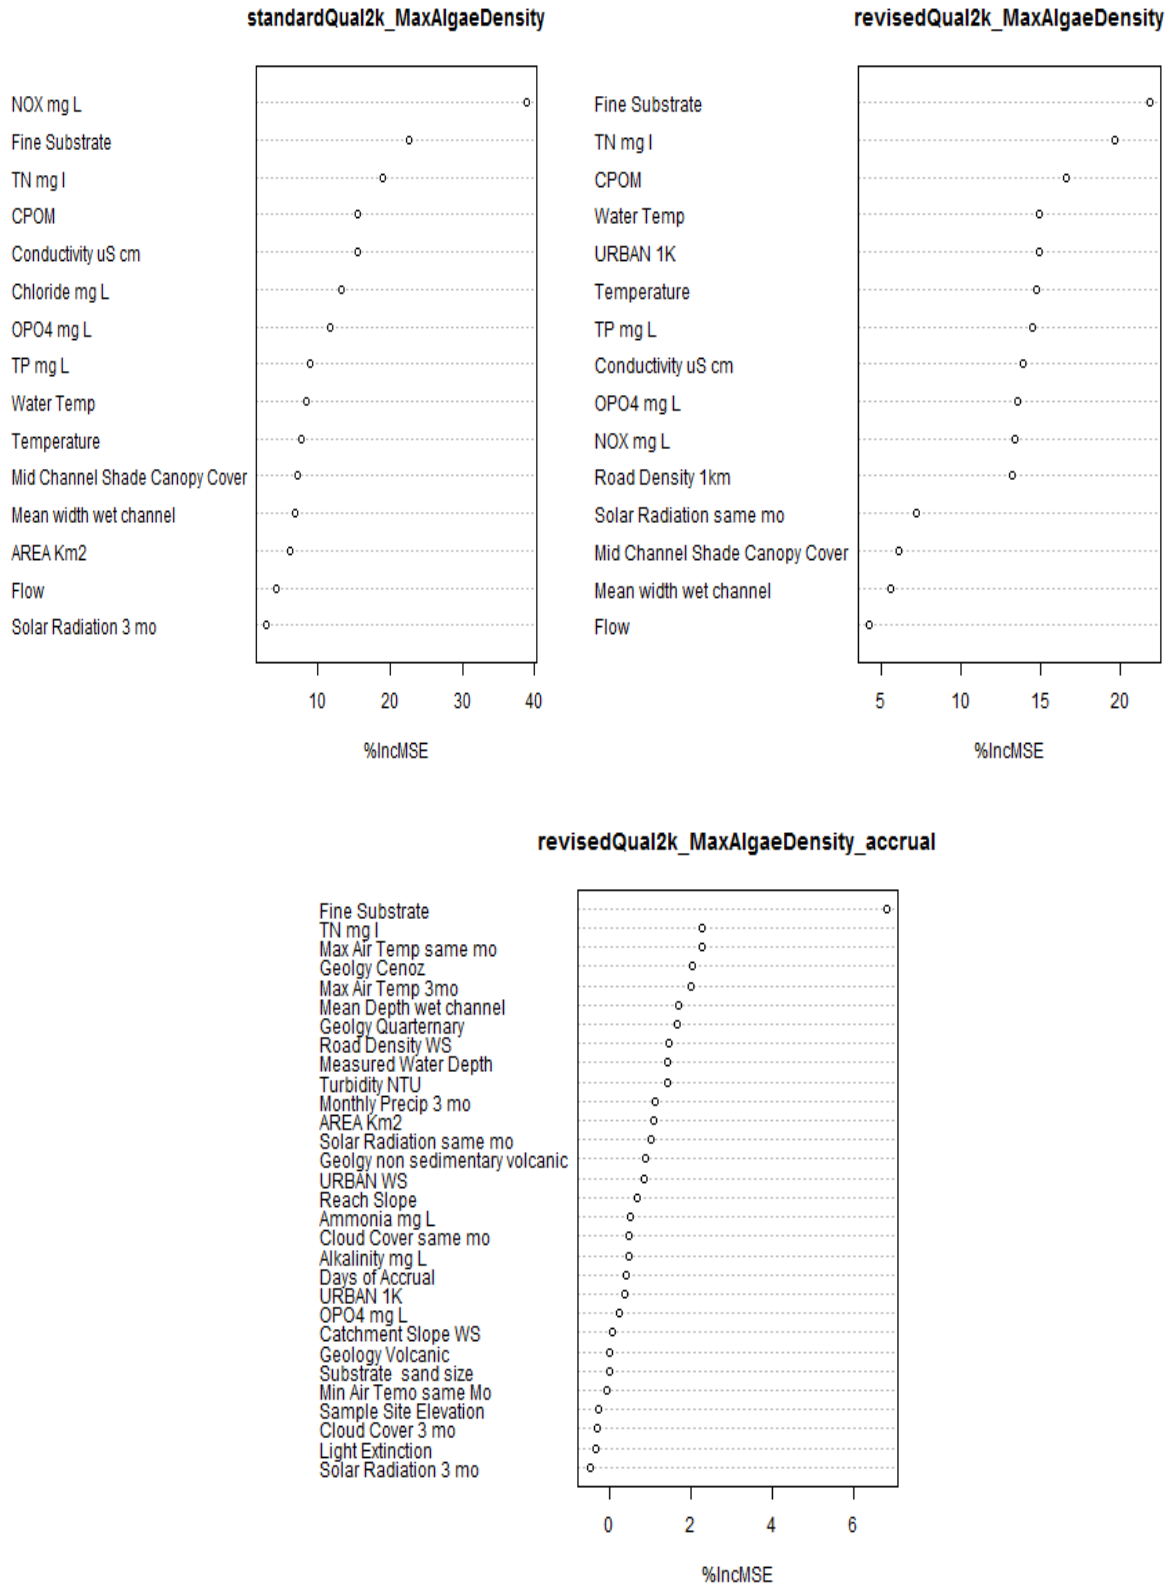 standardQual2k_MaxAlgaeDensity
NOX mg L
Fine Substrate
TN mg l
CPOM
Conductivity uS cm
Chloride mg L
OPO4 mg L
TP mg L
Water Temp
Temperature
Mid Channel Shade Canopy Cover
Mean width wet channel
AREA Km2
Flow
Solar Radiation 3 mo
10 20 30 40
%IncMSE
revisedQual2k_MaxAlgaeDensity
Fine Substrate
TN mg l
CPOM
Water Temp
URBAN 1K
Temperature
TP mg L
Conductivity uS cm
OPO4 mg L
NOX mg L
Road Density 1km
Solar Radiation same mo
Mid Channel Shade Canopy Cover
Mean width wet channel
Flow
5 10 15 20
%IncMSE
revisedQual2k_MaxAlgaeDensity_accrual
Fine Substrate
TN mg l
Max Air Temp same mo
Geolgy Cenoz
Max Air Temp 3mo
Mean Depth wet channel
Geolgy Quarternary
Road Density WS
Measured Water Depth
Turbidity NTU
Monthly Precip 3 mo
AREA Km2
Solar Radiation same mo
Geolgy non sedimentary volcanic
URBAN WS
Reach Slope
Ammonia mg L
Cloud Cover same mo
Alkalinity mg L
Days of Accrual
URBAN 1K
OPO4 mg L
Catchment Slope WS
Geology Volcanic
Substrate sand size
Min Air Temo same Mo
Sample Site Elevation
Cloud Cover 3 mo
Light Extinction
Solar Radiation 3 mo
0 2 4 6
%IncMSE